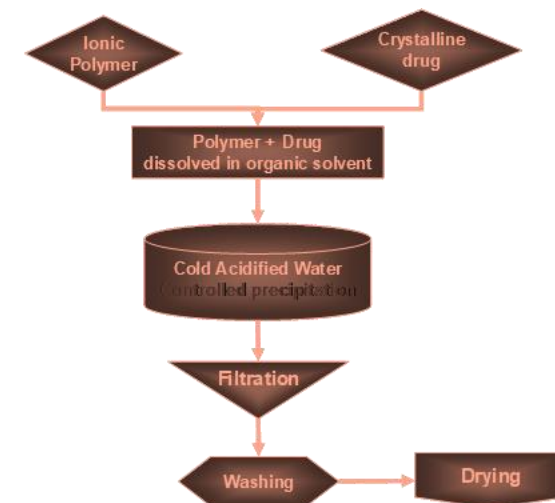 Ionic
Polymer
Crystalline
drug
Polymer + Drug
dissolved in organic solvent
Cold Acidified Water
Controlled precipitation
Filtration
Washing
Drying